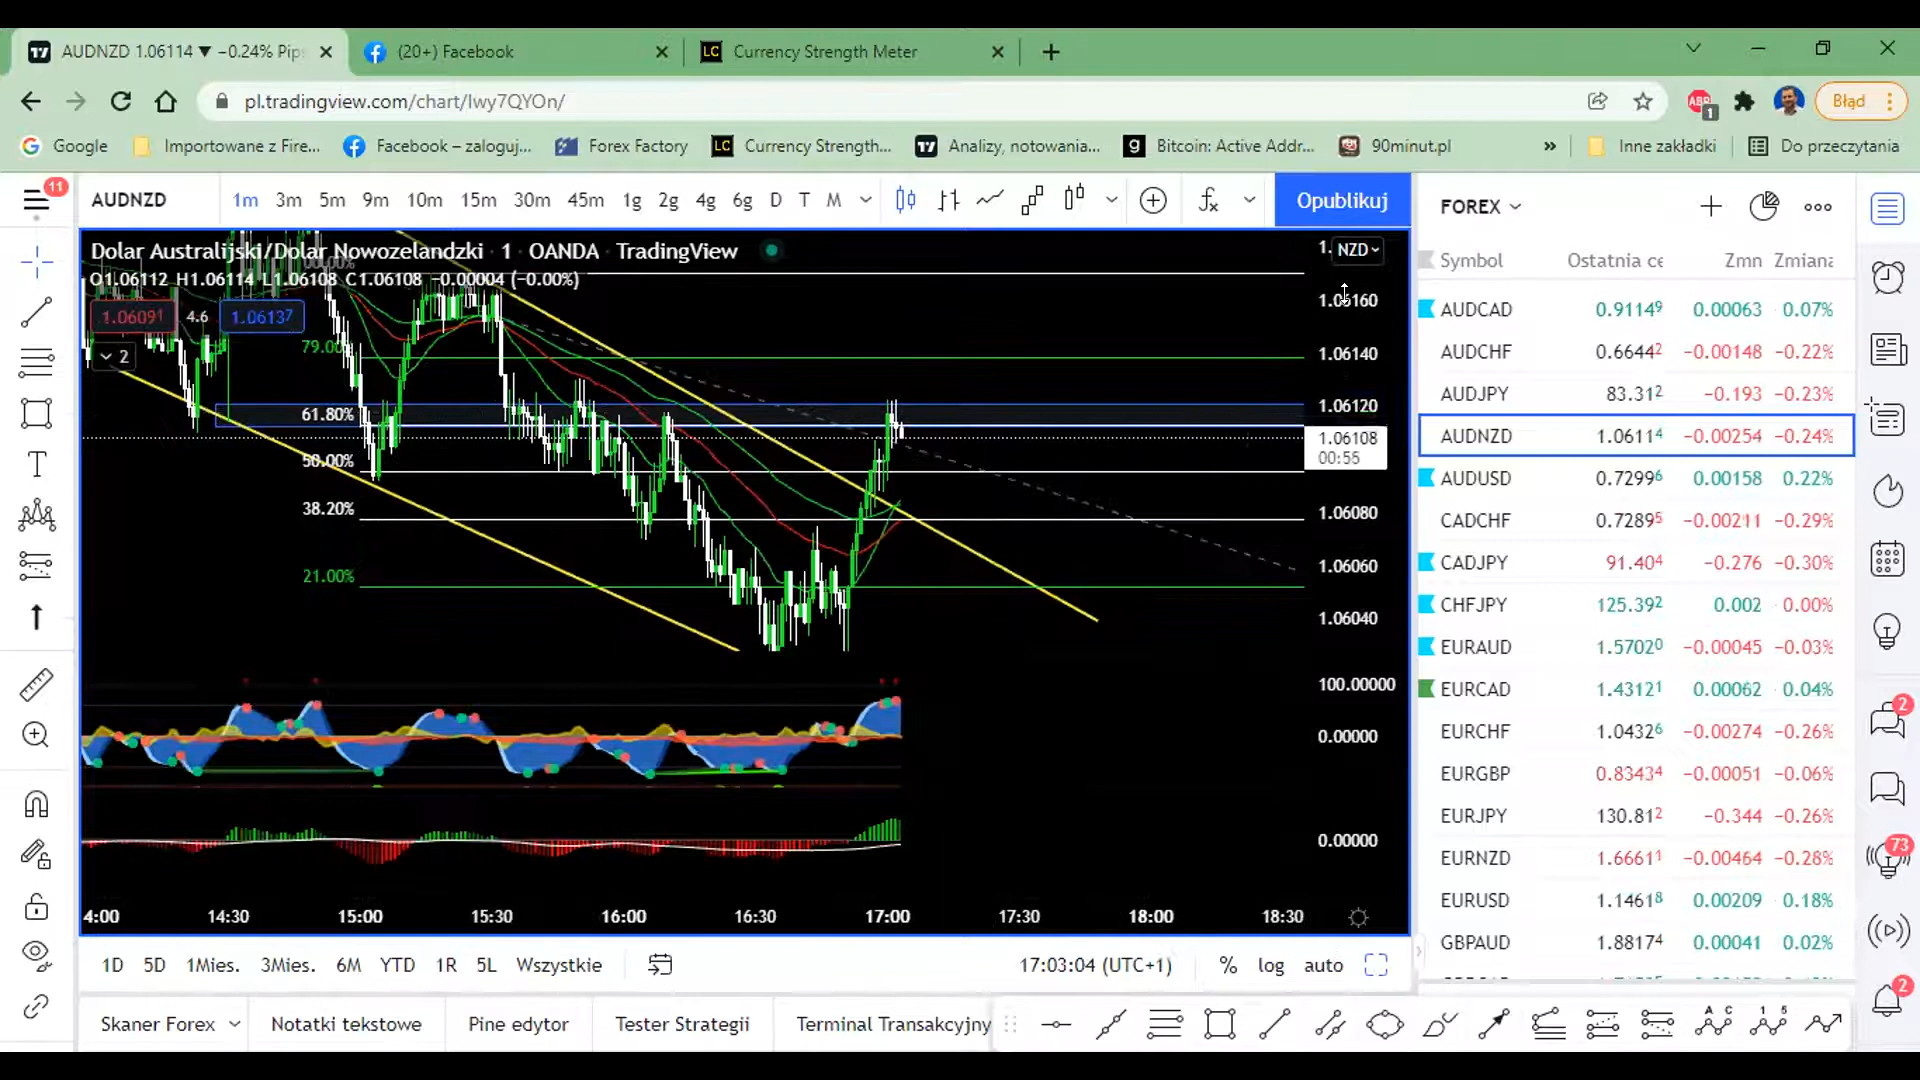 AUDNZD 1.06114 ▼ −0.24% Pips
(20+) Facebook
Currency Strength Meter
pl.tradingview.com/chart/Iwy7QYOn/
ABP
1
Błąd
Google
Importowane z Fire...
Facebook – zaloguj...
Forex Factory
LC
Currency Strength...
Analizy, notowania...
Bitcoin: Active Addr...
90minut.pl
»
Inne zakładki
Do przeczytania
11
AUDNZD
1m 3m 5m 9m 10m 15m 30m 45m 1g 2g 4g 6g D T M
Opublikuj
Dolar Australijski/Dolar Nowozelandzki · 1 · OANDA · TradingView
O1.06112 H1.06114 L1.06108 C1.06108 −0.00004 (−0.00%)
1.06091 4.6 1.06137
2
NZD
79.00%
61.80%
50.00%
38.20%
21.00%
1.06160
1.06140
1.06120
1.06108
00:55
1.06080
1.06060
1.06040
100.00000
0.00000
0.00000
4:00 14:30 15:00 15:30 16:00 16:30 17:00 17:30 18:00 18:30
1D 5D 1Mies. 3Mies. 6M YTD 1R 5L Wszystkie
17:03:04 (UTC+1)
% log auto
Skaner Forex
Notatki tekstowe
Pine edytor
Tester Strategii
Terminal Transakcyjny
FOREX
Symbol Ostatnia ce Zmn Zmiana
AUDCAD 0.91149 0.00063 0.07%
AUDCHF 0.66442 −0.00148 −0.22%
AUDJPY 83.312 −0.193 −0.23%
AUDNZD 1.06114 −0.00254 −0.24%
AUDUSD 0.72996 0.00158 0.22%
CADCHF 0.72895 −0.00211 −0.29%
CADJPY 91.404 −0.276 −0.30%
CHFJPY 125.392 0.002 0.00%
EURAUD 1.57020 −0.00045 −0.03%
EURCAD 1.43121 0.00062 0.04%
EURCHF 1.04326 −0.00274 −0.26%
EURGBP 0.83434 −0.00051 −0.06%
EURJPY 130.812 −0.344 −0.26%
EURNZD 1.66611 −0.00464 −0.28%
EURUSD 1.14618 0.00209 0.18%
GBPAUD 1.88174 0.00041 0.02%
2
73
2